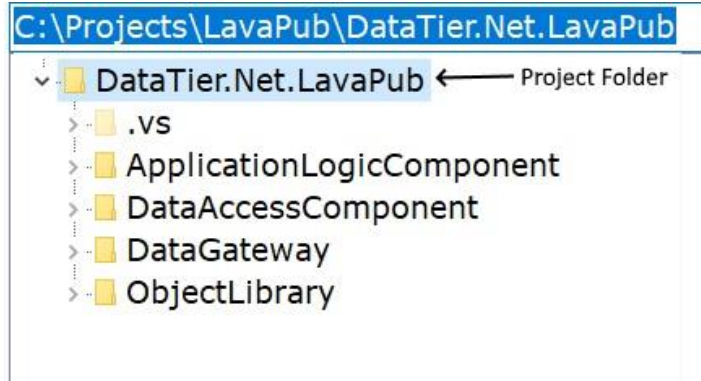 C:\Projects\LavaPub\DataTier.Net.LavaPub
DataTier.Net.LavaPub Project Folder
.vs
ApplicationLogicComponent
DataAccessComponent
DataGateway
ObjectLibrary